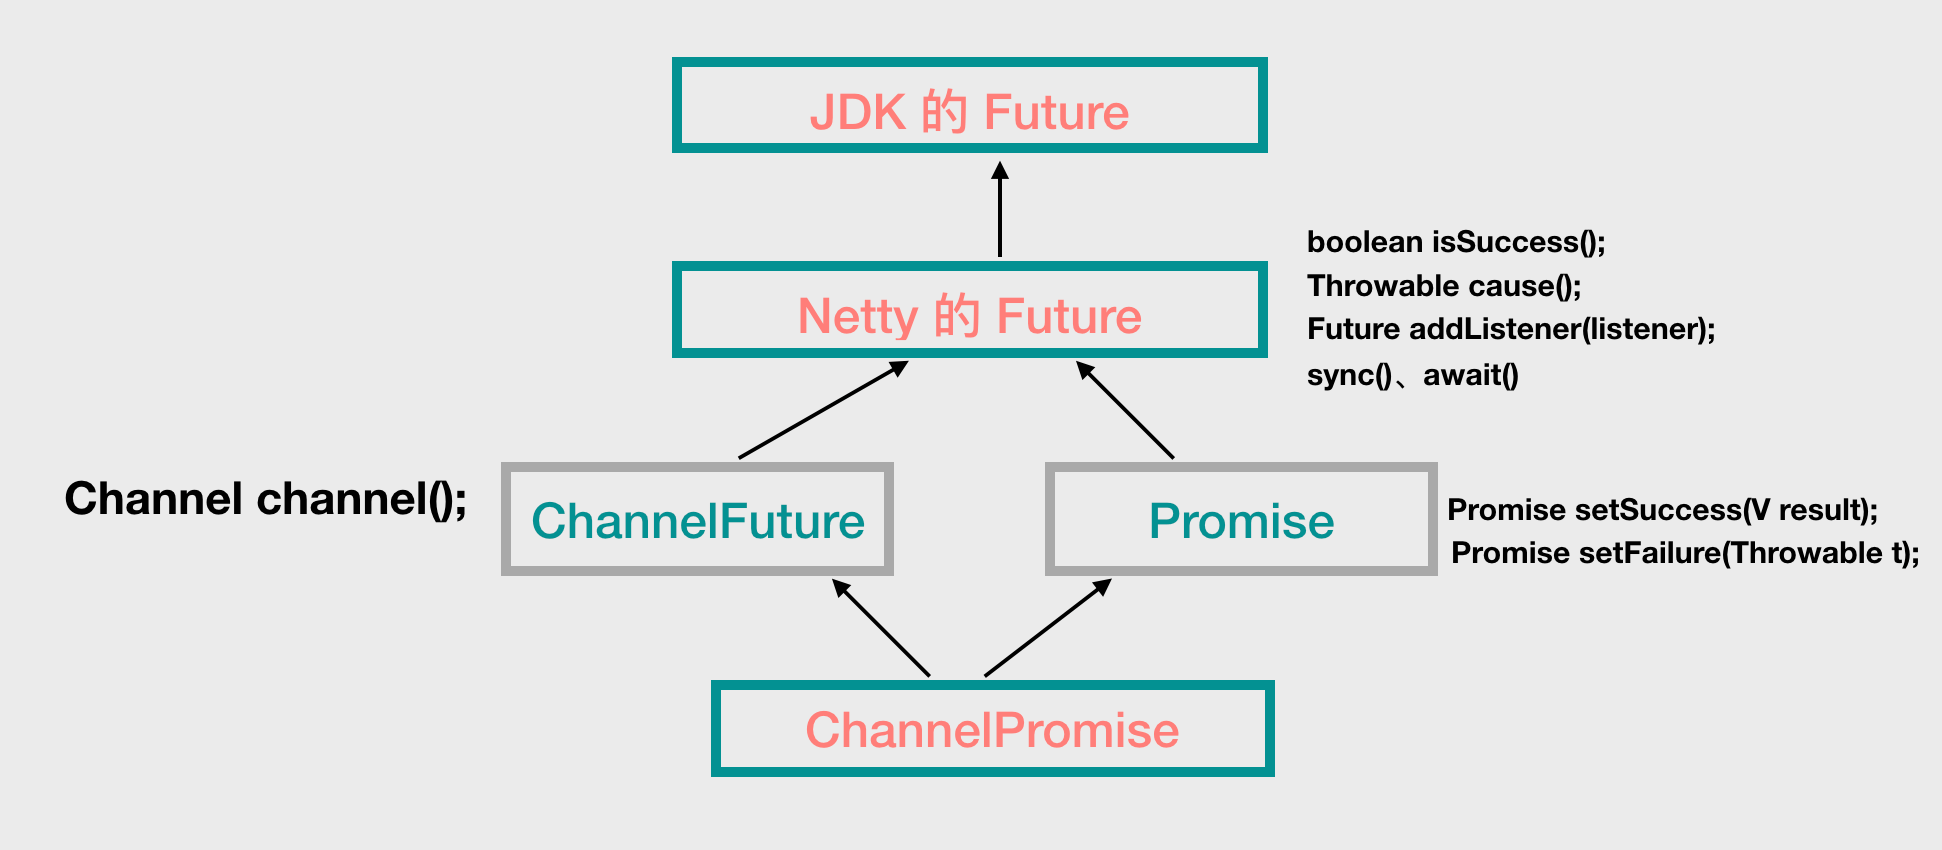 JDK 的 Future
boolean isSuccess();
Throwable cause();
Future addListener(listener);
sync()、await()
Netty 的 Future
Channel channel();
ChannelFuture
Promise
Promise setSuccess(V result);
Promise setFailure(Throwable t);
ChannelPromise